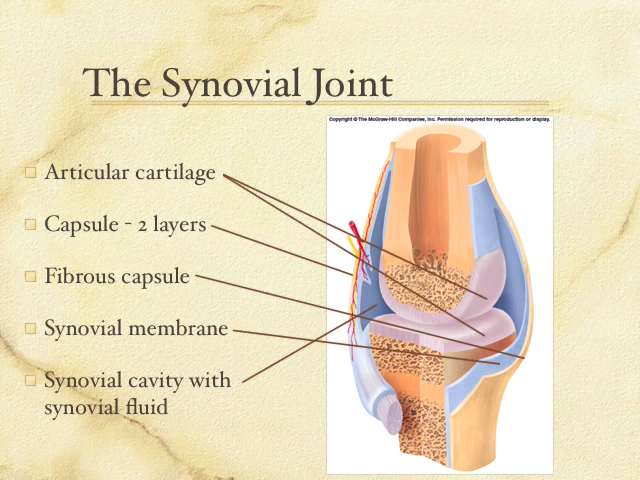 The Synovial Joint
Copyright © The McGraw-Hill Companies, Inc. Permission required for reproduction or display.
Articular cartilage
Capsule - 2 layers
Fibrous capsule
Synovial membrane
Synovial cavity with
synovial fluid